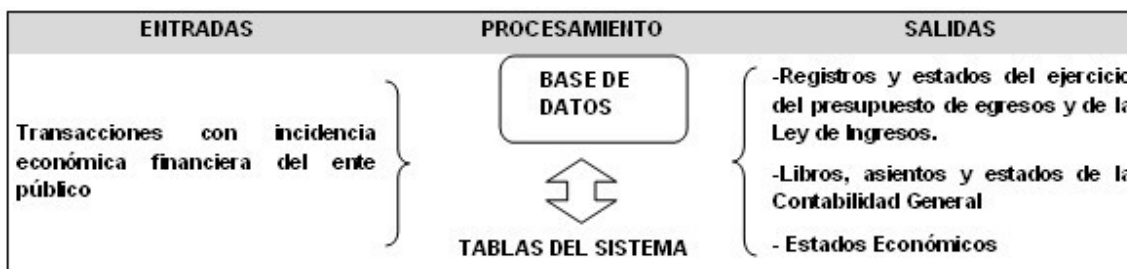 ENTRADAS
PROCESAMIENTO
SALIDAS
Transacciones con incidencia
económica financiera del ente
público
BASE DE
DATOS
TABLAS DEL SISTEMA
-Registros y estados del ejercicio
del presupuesto de egresos y de la
Ley de Ingresos.
-Libros, asientos y estados de la
Contabilidad General
- Estados Económicos